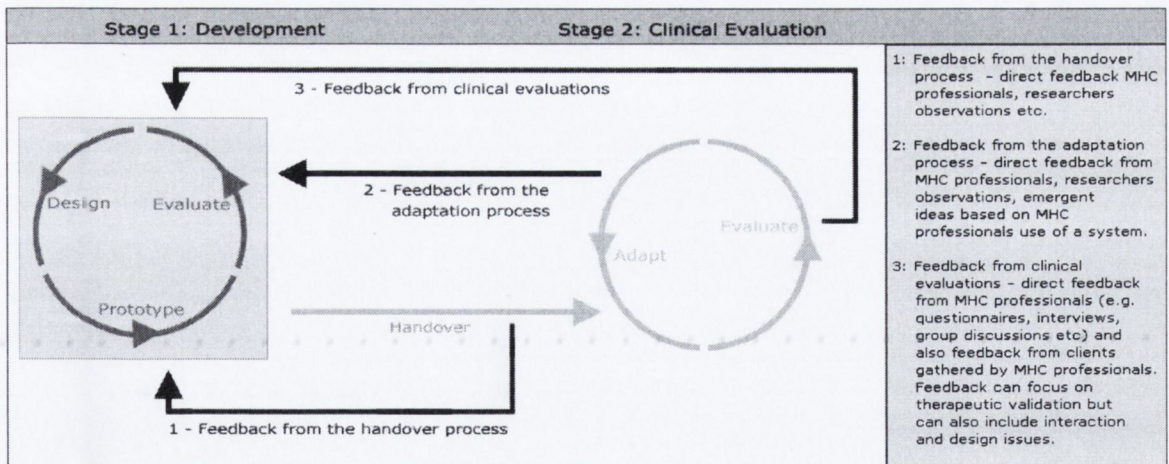 Stage 1: Development
Stage 2: Clinical Evaluation
3 - Feedback from clinical evaluations
2 - Feedback from the
adaptation process
Design
Evaluate
Prototype
Handover
Adapt
Evaluate
1 - Feedback from the handover process
1: Feedback from the handover
process - direct feedback MHC
professionals, researchers
observations etc.
2: Feedback from the adaptation
process - direct feedback from
MHC professionals, researchers
observations, emergent
ideas based on MHC
professionals use of a system.
3: Feedback from clinical
evaluations - direct feedback
from MHC professionals (e.g.
questionnaires, interviews,
group discussions etc) and
also feedback from clients
gathered by MHC professionals.
Feedback can focus on
therapeutic validation but
can also include interaction
and design issues.